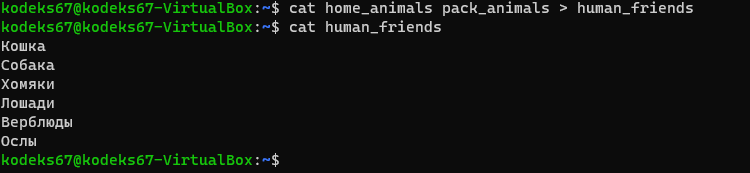 kodeks67@kodeks67-VirtualBox:~$ cat home_animals pack_animals > human_friends
kodeks67@kodeks67-VirtualBox:~$ cat human_friends
Кошка
Собака
Хомяки
Лошади
Верблюды
Ослы
kodeks67@kodeks67-VirtualBox:~$